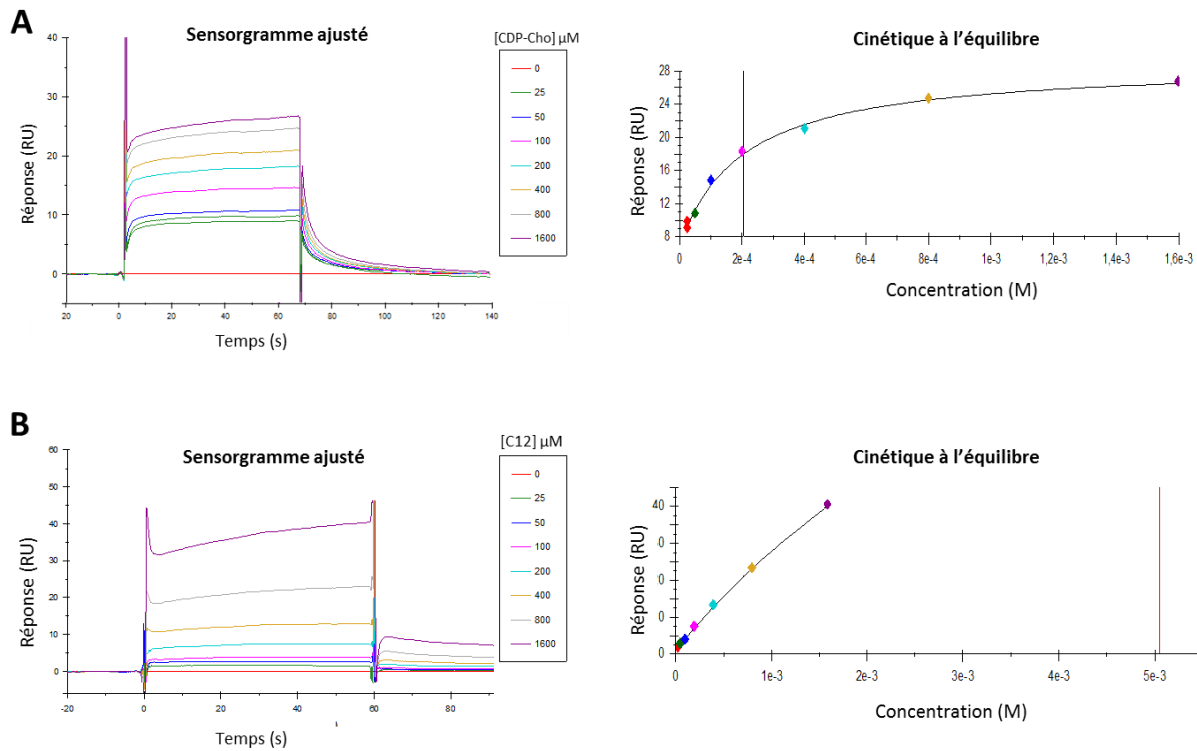 A
Sensorgramme ajusté
[CDP-Cho] µM
0
25
50
100
200
400
800
1600
Réponse (RU)
40
30
20
10
0
20
0
20
40
60
80
100
120
140
Temps (s)
Cinétique à l'équilibre
Réponse (RU)
28
24
20
16
12
8
0
2e-4
4e-4
6e-4
8e-4
1e-3
1,2e-3
1,4e-3
1,6e-3
Concentration (M)
B
Sensorgramme ajusté
[C12] µM
0
25
50
100
200
400
800
1600
Réponse (RU)
60
50
40
30
20
10
0
-20
0
20
40
60
80
Temps (s)
Cinétique à l'équilibre
Réponse (RU)
40
0
0
0
0
0
1e-3
2e-3
3e-3
4e-3
5e-3
Concentration (M)